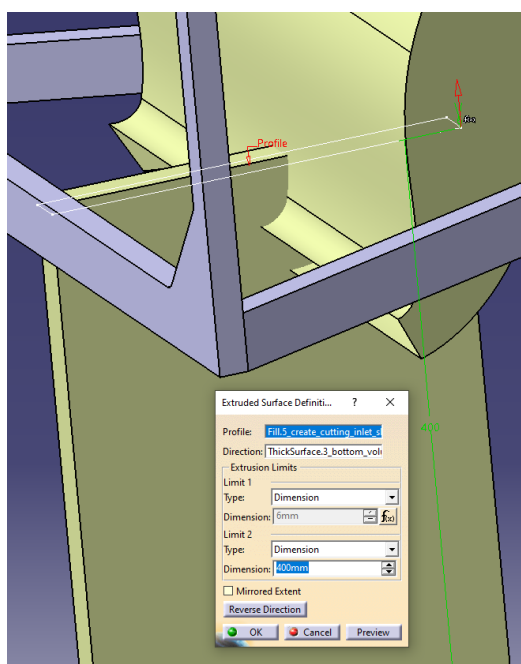 f(x)
Profile
400
Extruded Surface Definiti... ? X
Profile: Fill.5_create_cutting_inlet_sl
Direction: ThickSurface.3_bottom_volu
Extrusion Limits
Limit 1
Type: Dimension
Dimension: 6mm f(x)
Limit 2
Type: Dimension
Dimension: 400mm
Mirrored Extent
Reverse Direction
OK Cancel Preview